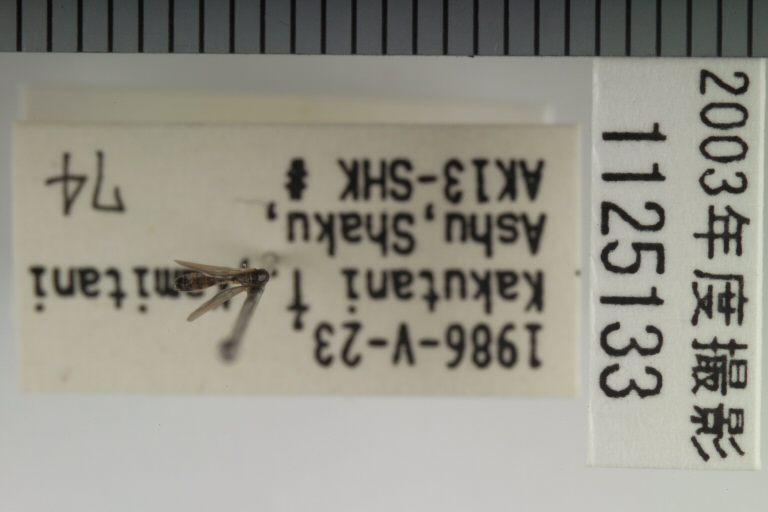 1986-V-23,
Kakutani
Ashu, Shaku,
AK13-SHK #
74
2003年度撮影
1125133